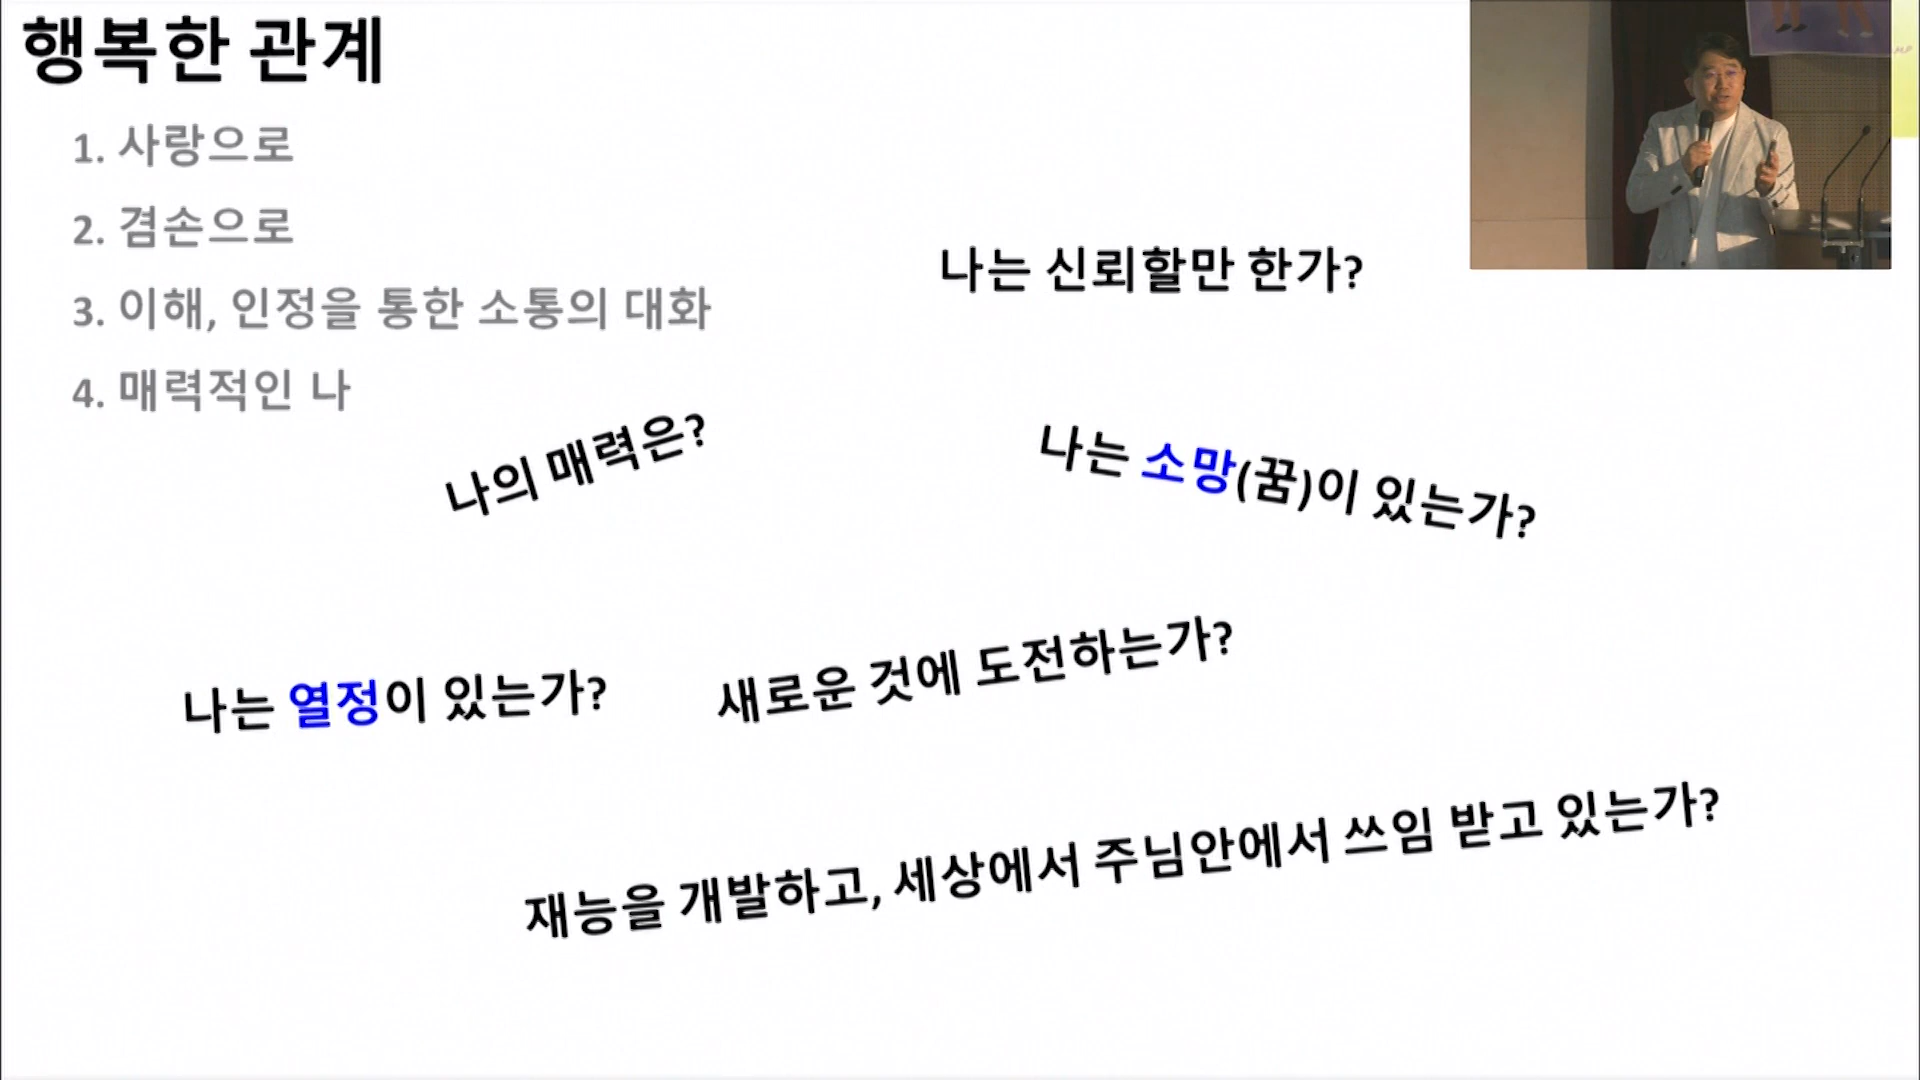 행복한 관계
1. 사랑으로
2. 겸손으로
3. 이해, 인정을 통한 소통의 대화
4. 매력적인 나
나는 신뢰할만 한가?
나의 매력은?
나는 소망(꿈)이 있는가?
나는 열정이 있는가?
새로운 것에 도전하는가?
재능을 개발하고, 세상에서 주님안에서 쓰임 받고 있는가?